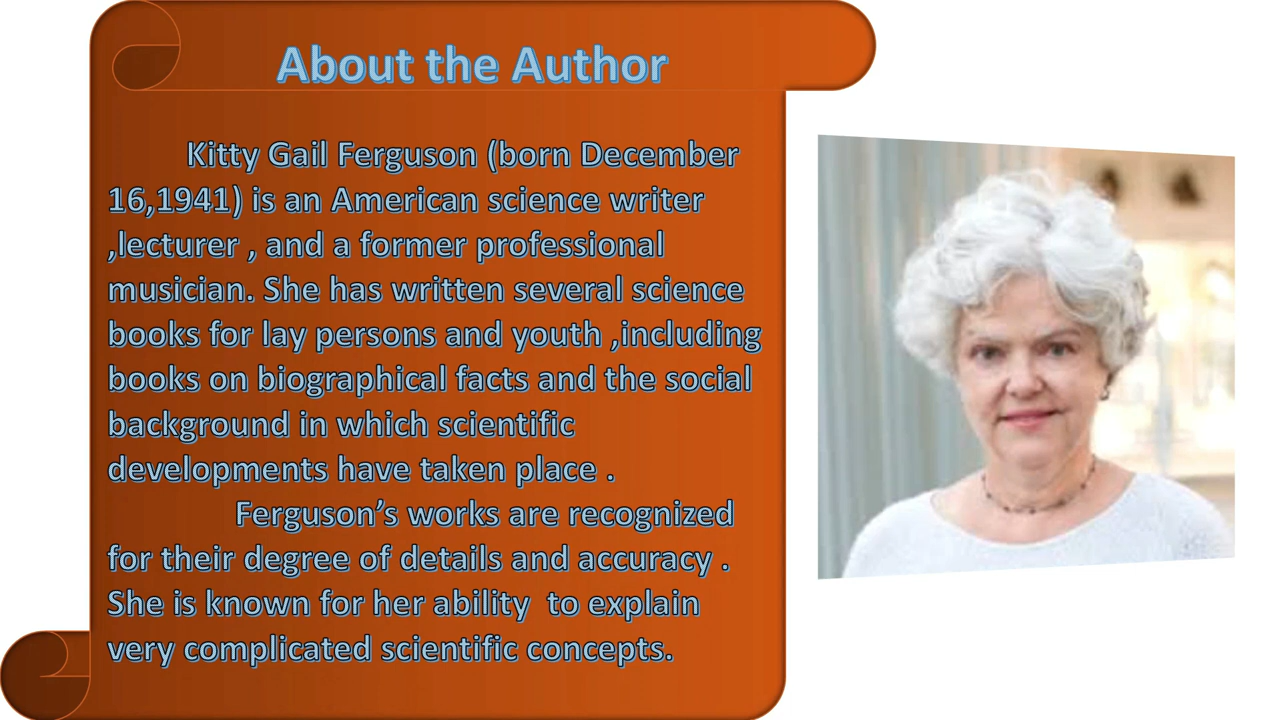 About the Author
Kitty Gail Ferguson (born December
16,1941) is an American science writer
,lecturer , and a former professional
musician. She has written several science
books for lay persons and youth ,including
books on biographical facts and the social
background in which scientific
developments have taken place .
Ferguson’s works are recognized
for their degree of details and accuracy .
She is known for her ability  to explain
very complicated scientific concepts.